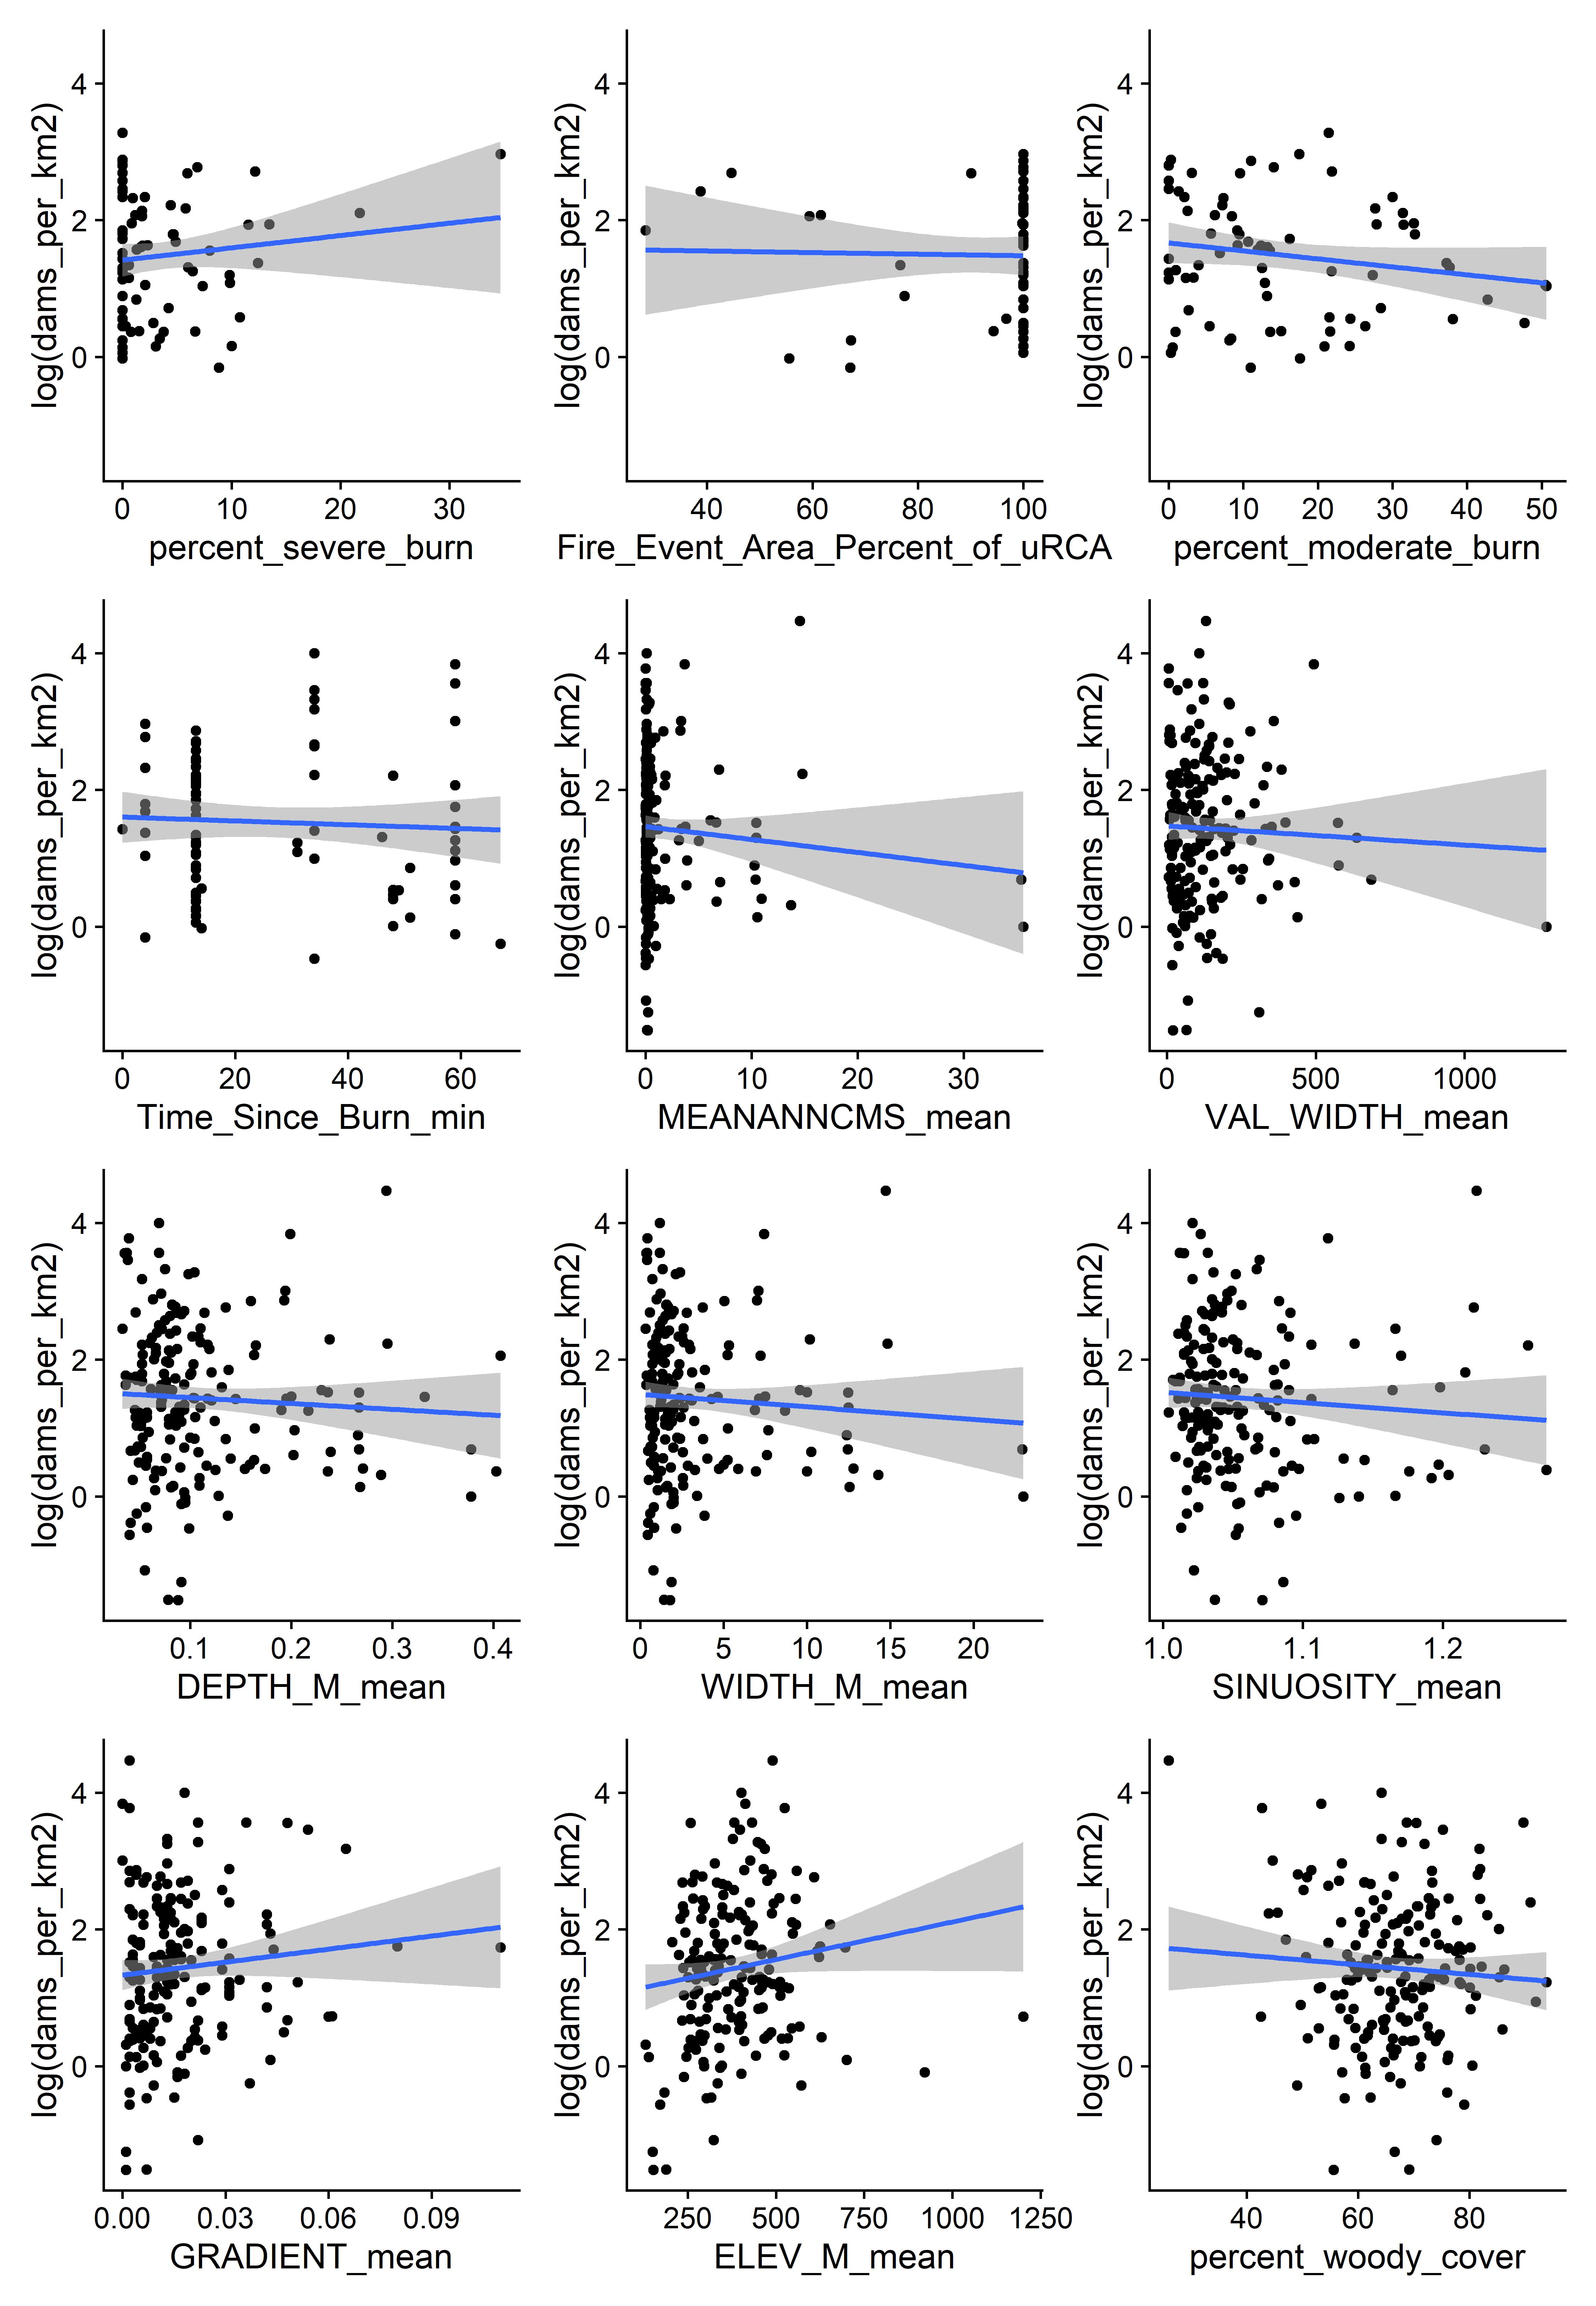 log(dams_per_km2)
4
2
0
0 10 20 30
percent_severe_burn
log(dams_per_km2)
4
2
0
40 60 80 100
Fire_Event_Area_Percent_of_uRCA
log(dams_per_km2)
4
2
0
0 10 20 30 40 50
percent_moderate_burn
log(dams_per_km2)
4
2
0
0 20 40 60
Time_Since_Burn_min
log(dams_per_km2)
4
2
0
0 10 20 30
MEANANNCMS_mean
log(dams_per_km2)
4
2
0
0 500 1000
VAL_WIDTH_mean
log(dams_per_km2)
4
2
0
0.1 0.2 0.3 0.4
DEPTH_M_mean
log(dams_per_km2)
4
2
0
0 5 10 15 20
WIDTH_M_mean
log(dams_per_km2)
4
2
0
1.0 1.1 1.2
SINUOSITY_mean
log(dams_per_km2)
4
2
0
0.00 0.03 0.06 0.09
GRADIENT_mean
log(dams_per_km2)
4
2
0
250 500 750 1000 1250
ELEV_M_mean
log(dams_per_km2)
4
2
0
40 60 80
percent_woody_cover